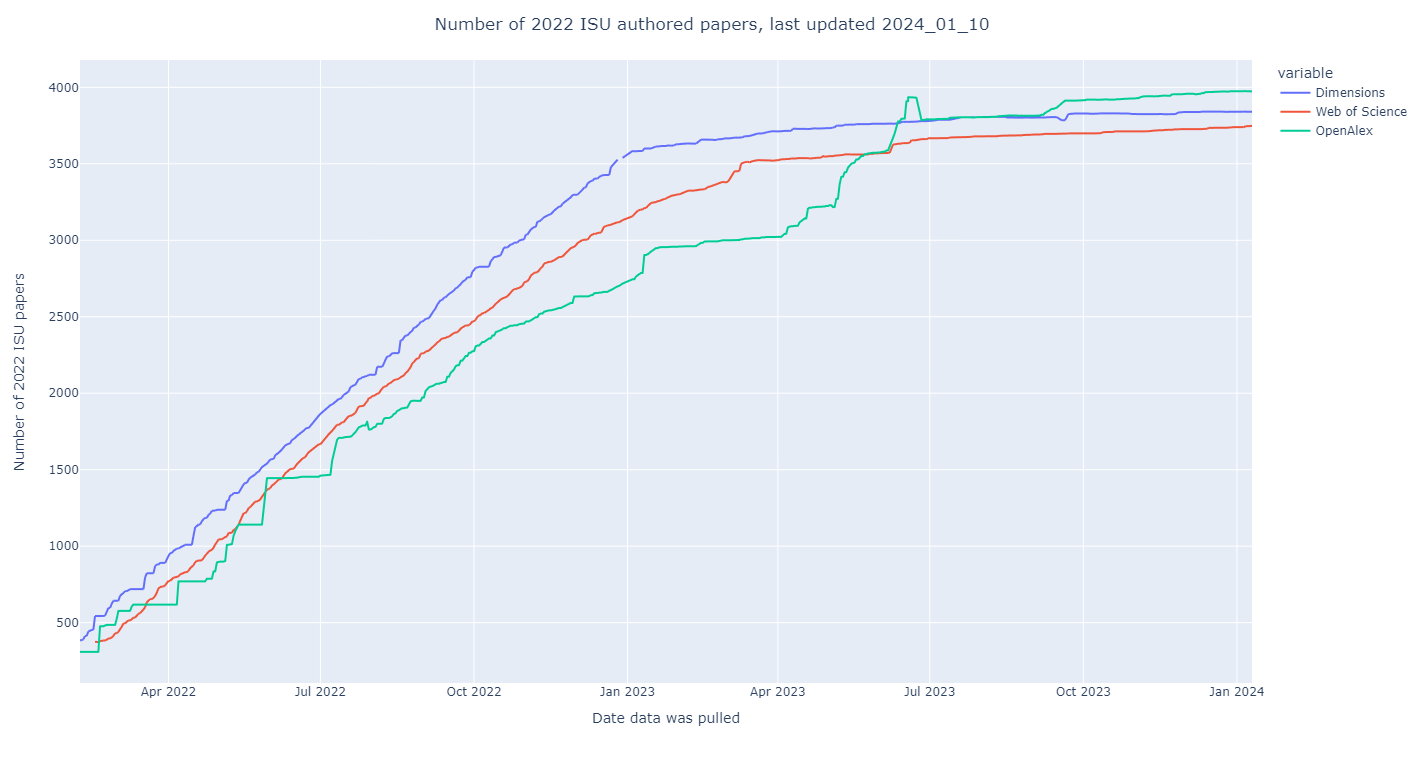 Number of 2022 ISU authored papers, last updated 2024_01_10
variable
Dimensions
Web of Science
OpenAlex
4000
3500
3000
2500
2000
1500
1000
500
Number of 2022 ISU papers
Apr 2022
Jul 2022
Oct 2022
Jan 2023
Apr 2023
Jul 2023
Oct 2023
Jan 2024
Date data was pulled